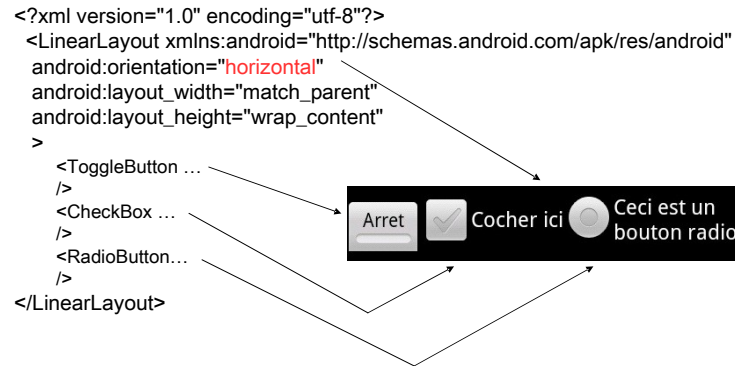 <?xml version="1.0" encoding="utf-8"?>
<LinearLayout xmlns:android="http://schemas.android.com/apk/res/android"
android:orientation="horizontal"
android:layout_width="match_parent"
android:layout_height="wrap_content"
>
<ToggleButton …
/>
<CheckBox …
/>
<RadioButton…
/>
</LinearLayout>
Arret
Cocher ici
Ceci est un
bouton radio